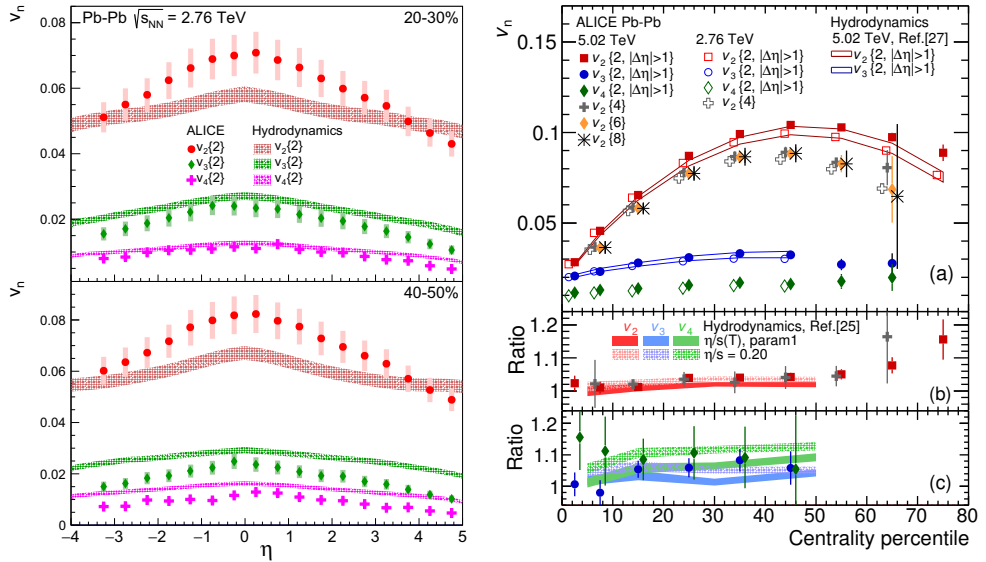 v_n
Pb-Pb √s_NN = 2.76 TeV
20-30%
0.08
0.06
0.04
0.02
0
ALICE Hydrodynamics
v₂{2} v₂{2}
v₃{2} v₃{2}
v₄{2} v₄{2}
v_n
40-50%
0.08
0.06
0.04
0.02
0
−4 −3 −2 −1 0 1 2 3 4 5
η
v_n
0.15
0.10
0.05
ALICE Pb-Pb
5.02 TeV
v₂{2, |Δη|>1}
v₃{2, |Δη|>1}
v₄{2, |Δη|>1}
v₂{4}
v₂{6}
v₂{8}
2.76 TeV
v₂{2, |Δη|>1}
v₃{2, |Δη|>1}
v₄{2, |Δη|>1}
v₂{4}
Hydrodynamics
5.02 TeV, Ref.[27]
v₂{2, |Δη|>1}
v₃{2, |Δη|>1}
(a)
Ratio
1.2
1.1
1
v₂ v₃ v₄ Hydrodynamics, Ref.[25]
η/s(T), param1
η/s = 0.20
(b)
Ratio
1.2
1.1
1
(c)
0 10 20 30 40 50 60 70 80
Centrality percentile